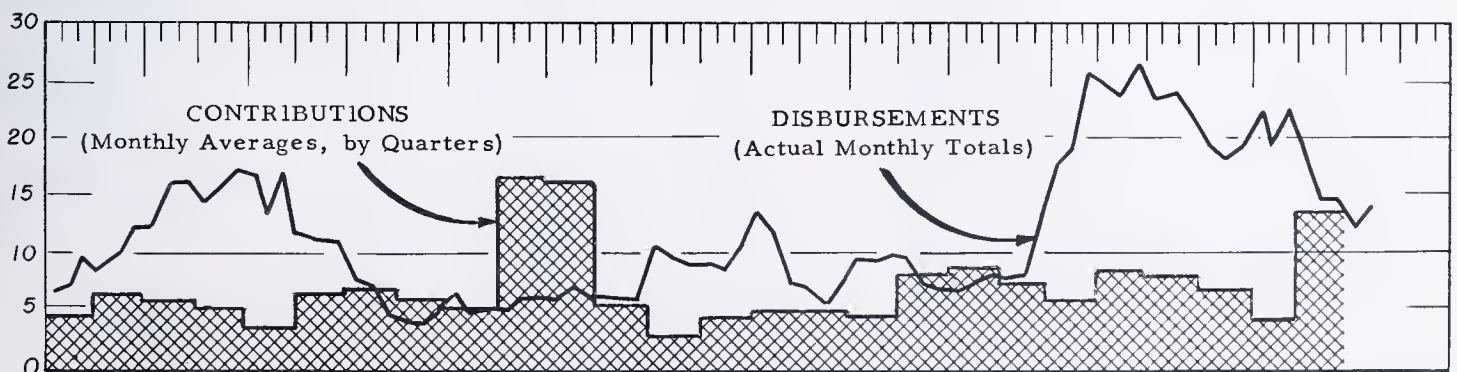 30
25
20
15
10
5
0
CONTRIBUTIONS
(Monthly Averages, by Quarters)
DISBURSEMENTS
(Actual Monthly Totals)